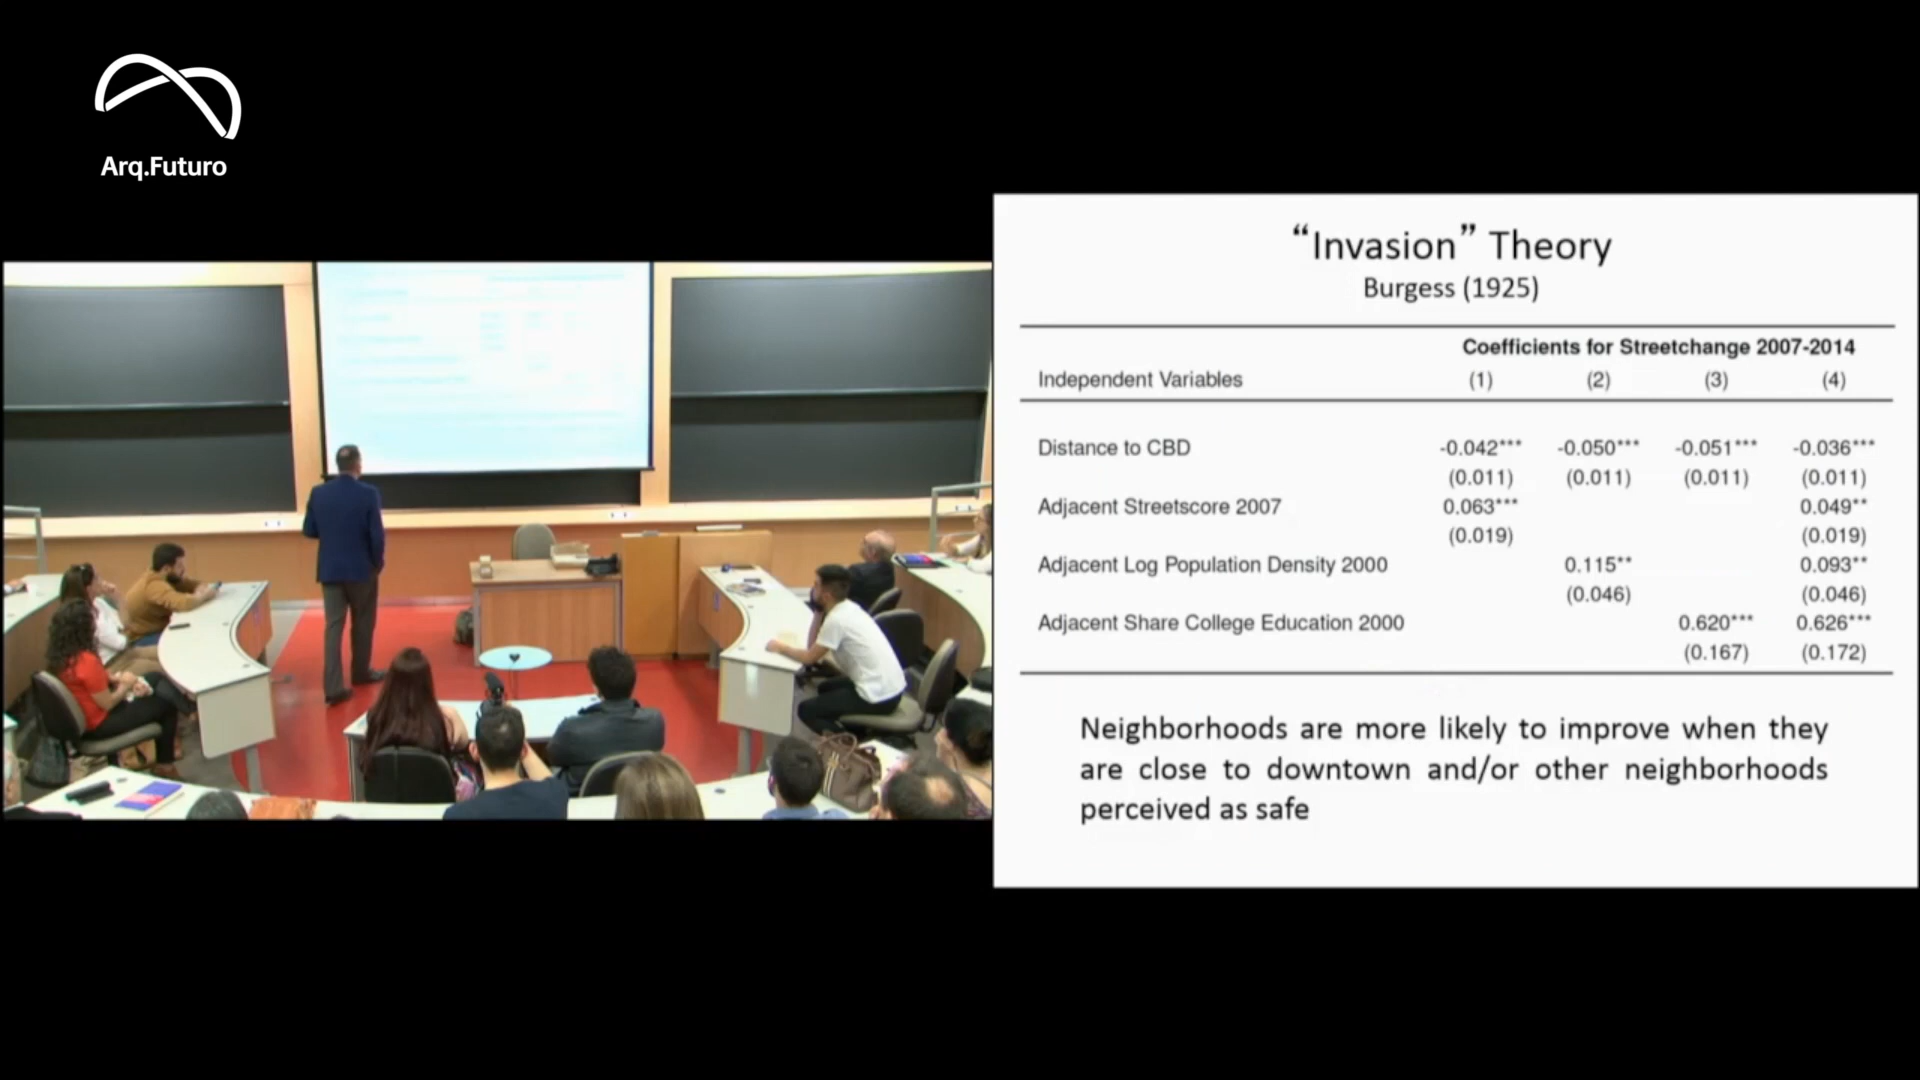 Arq.Futuro
“Invasion” Theory
Burgess (1925)
Coefficients for Streetchange 2007-2014
Independent Variables (1) (2) (3) (4)
Distance to CBD -0.042*** -0.050*** -0.051*** -0.036***
(0.011) (0.011) (0.011) (0.011)
Adjacent Streetscore 2007 0.063*** 0.049**
(0.019) (0.019)
Adjacent Log Population Density 2000 0.115** 0.093**
(0.046) (0.046)
Adjacent Share College Education 2000 0.620*** 0.626***
(0.167) (0.172)
Neighborhoods are more likely to improve when they
are close to downtown and/or other neighborhoods
perceived as safe